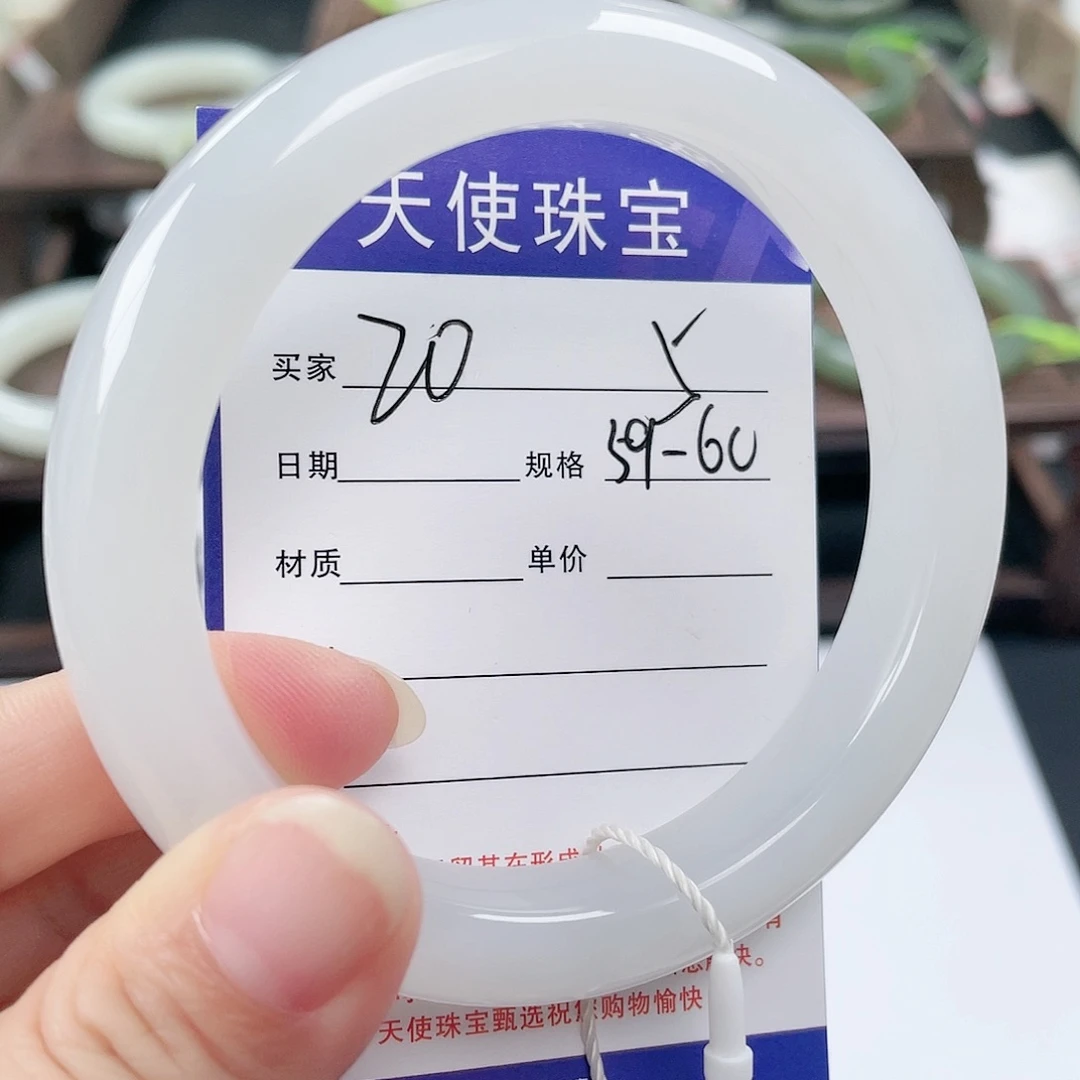 天使珠宝
买家 20
日期 规格 59-60
材质 单价
天使珠宝甄选祝您购物愉快